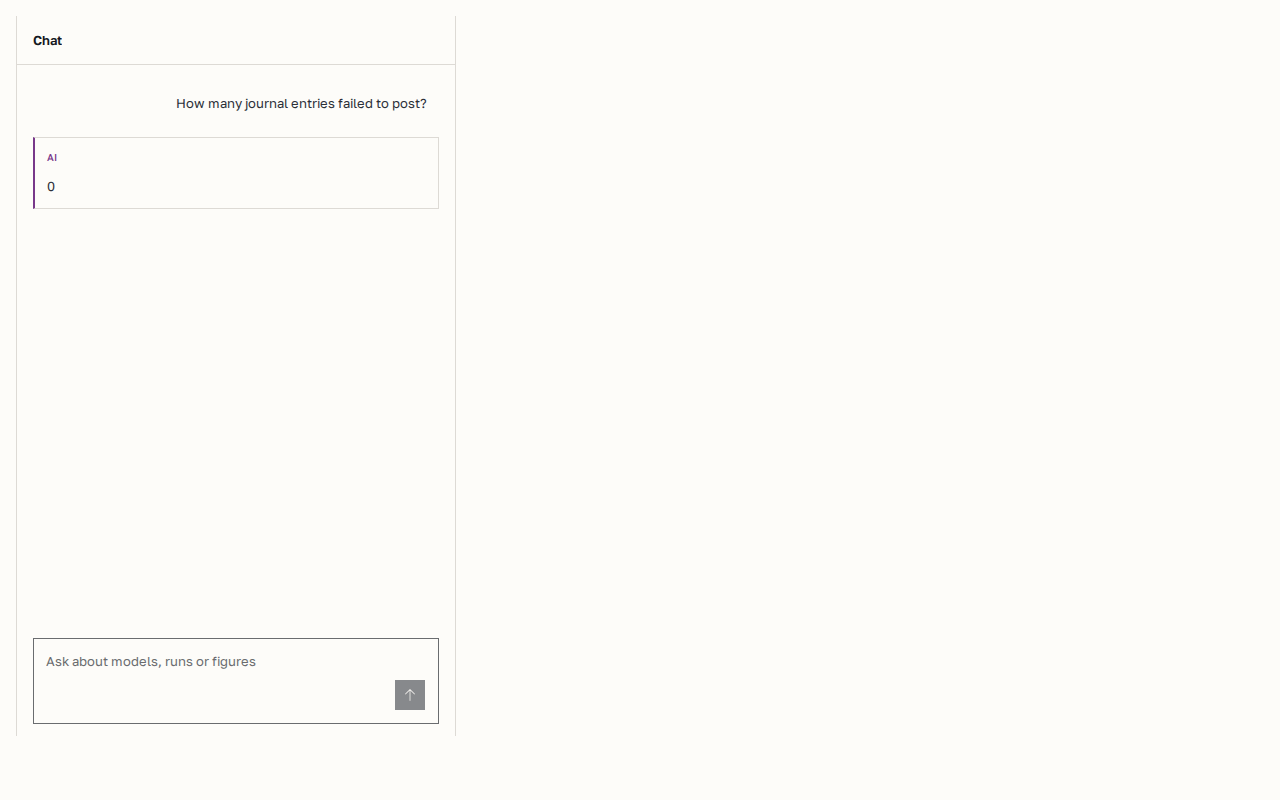 Chat
How many journal entries failed to post?
AI
0
Ask about models, runs or figures